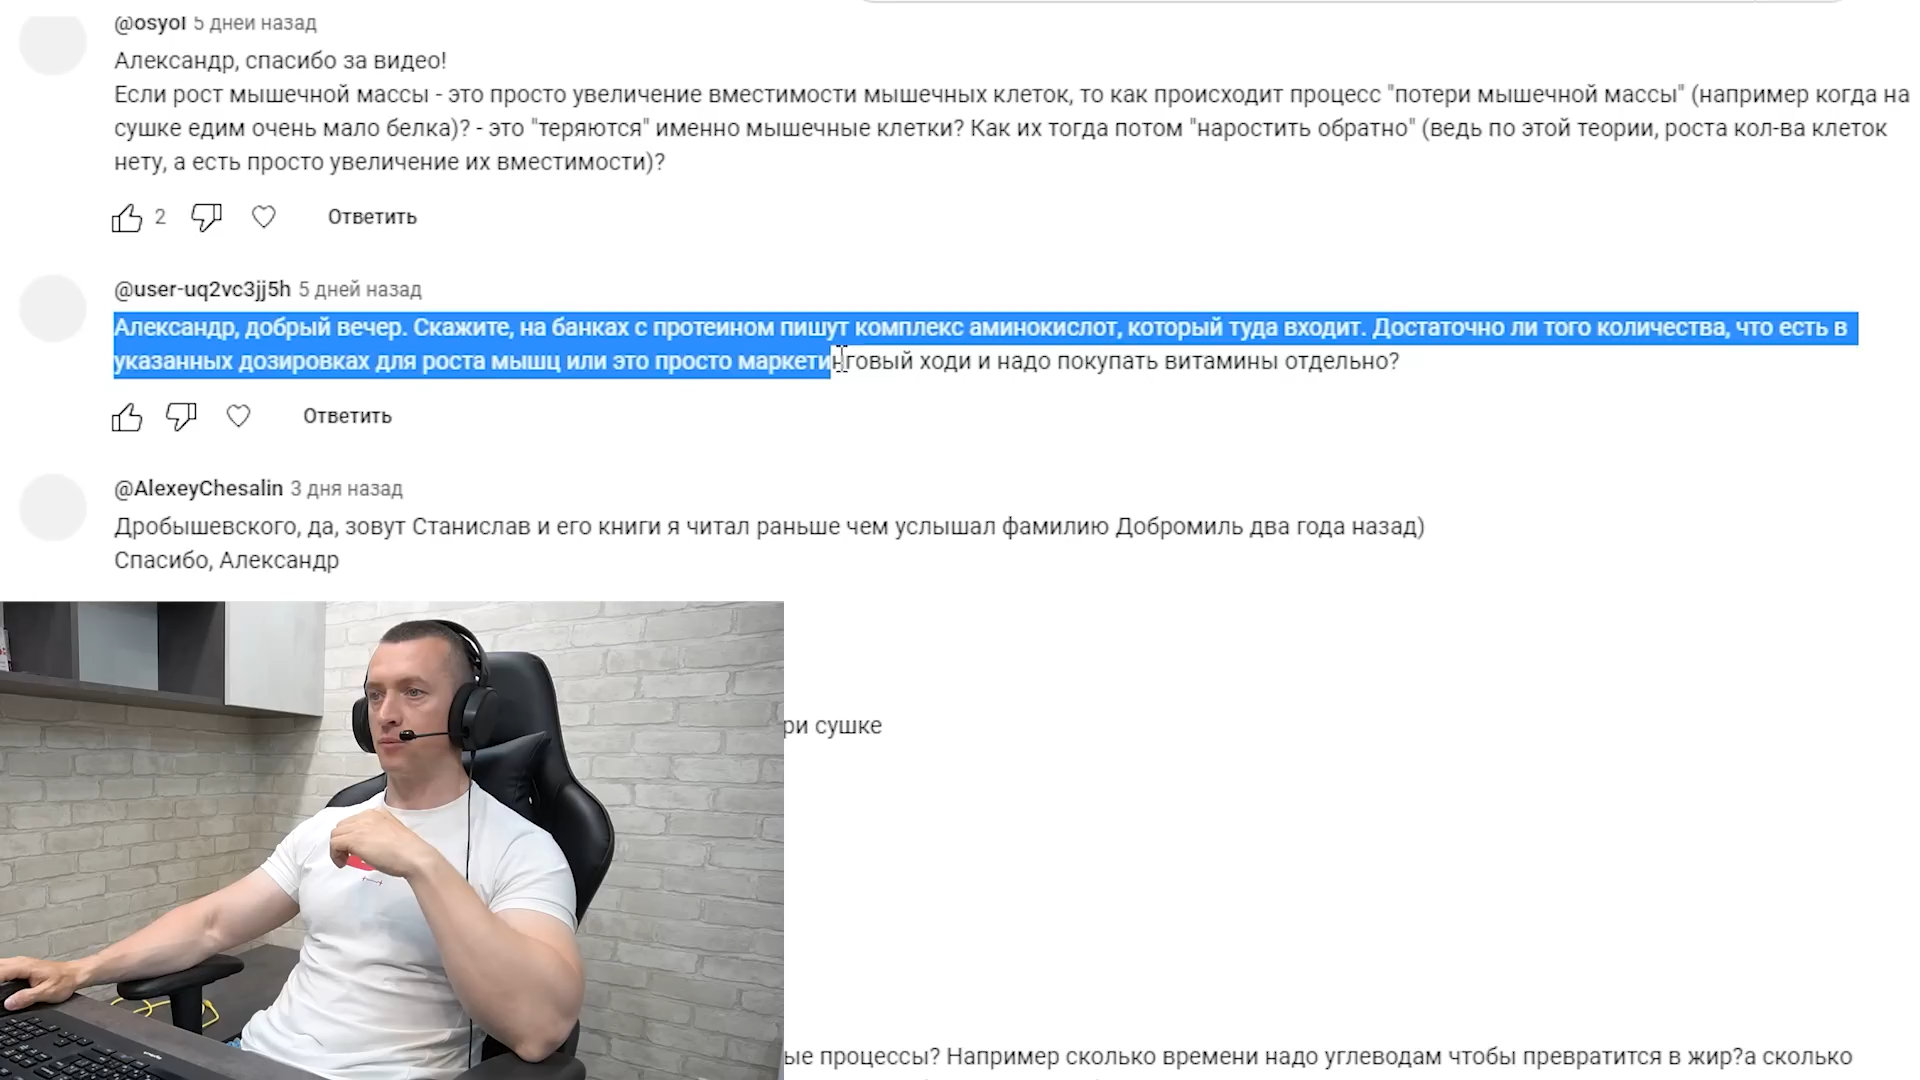 @osyol 5 дней назад
Александр, спасибо за видео!
Если рост мышечной массы - это просто увеличение вместимости мышечных клеток, то как происходит процесс "потери мышечной массы" (например когда на
сушке едим очень мало белка)? - это "теряются" именно мышечные клетки? Как их тогда потом "наростить обратно" (ведь по этой теории, роста кол-ва клеток
нету, а есть просто увеличение их вместимости)?
2 Ответить
@user-uq2vc3jj5h 5 дней назад
Александр, добрый вечер. Скажите, на банках с протеином пишут комплекс аминокислот, который туда входит. Достаточно ли того количества, что есть в
указанных дозировках для роста мышц или это просто маркетинговый ходи и надо покупать витамины отдельно?
Ответить
@AlexeyChesalin 3 дня назад
Дробышевского, да, зовут Станислав и его книги я читал раньше чем услышал фамилию Добромиль два года назад)
Спасибо, Александр
ри сушке
ые процессы? Например сколько времени надо углеводам чтобы превратится в жир?а сколько